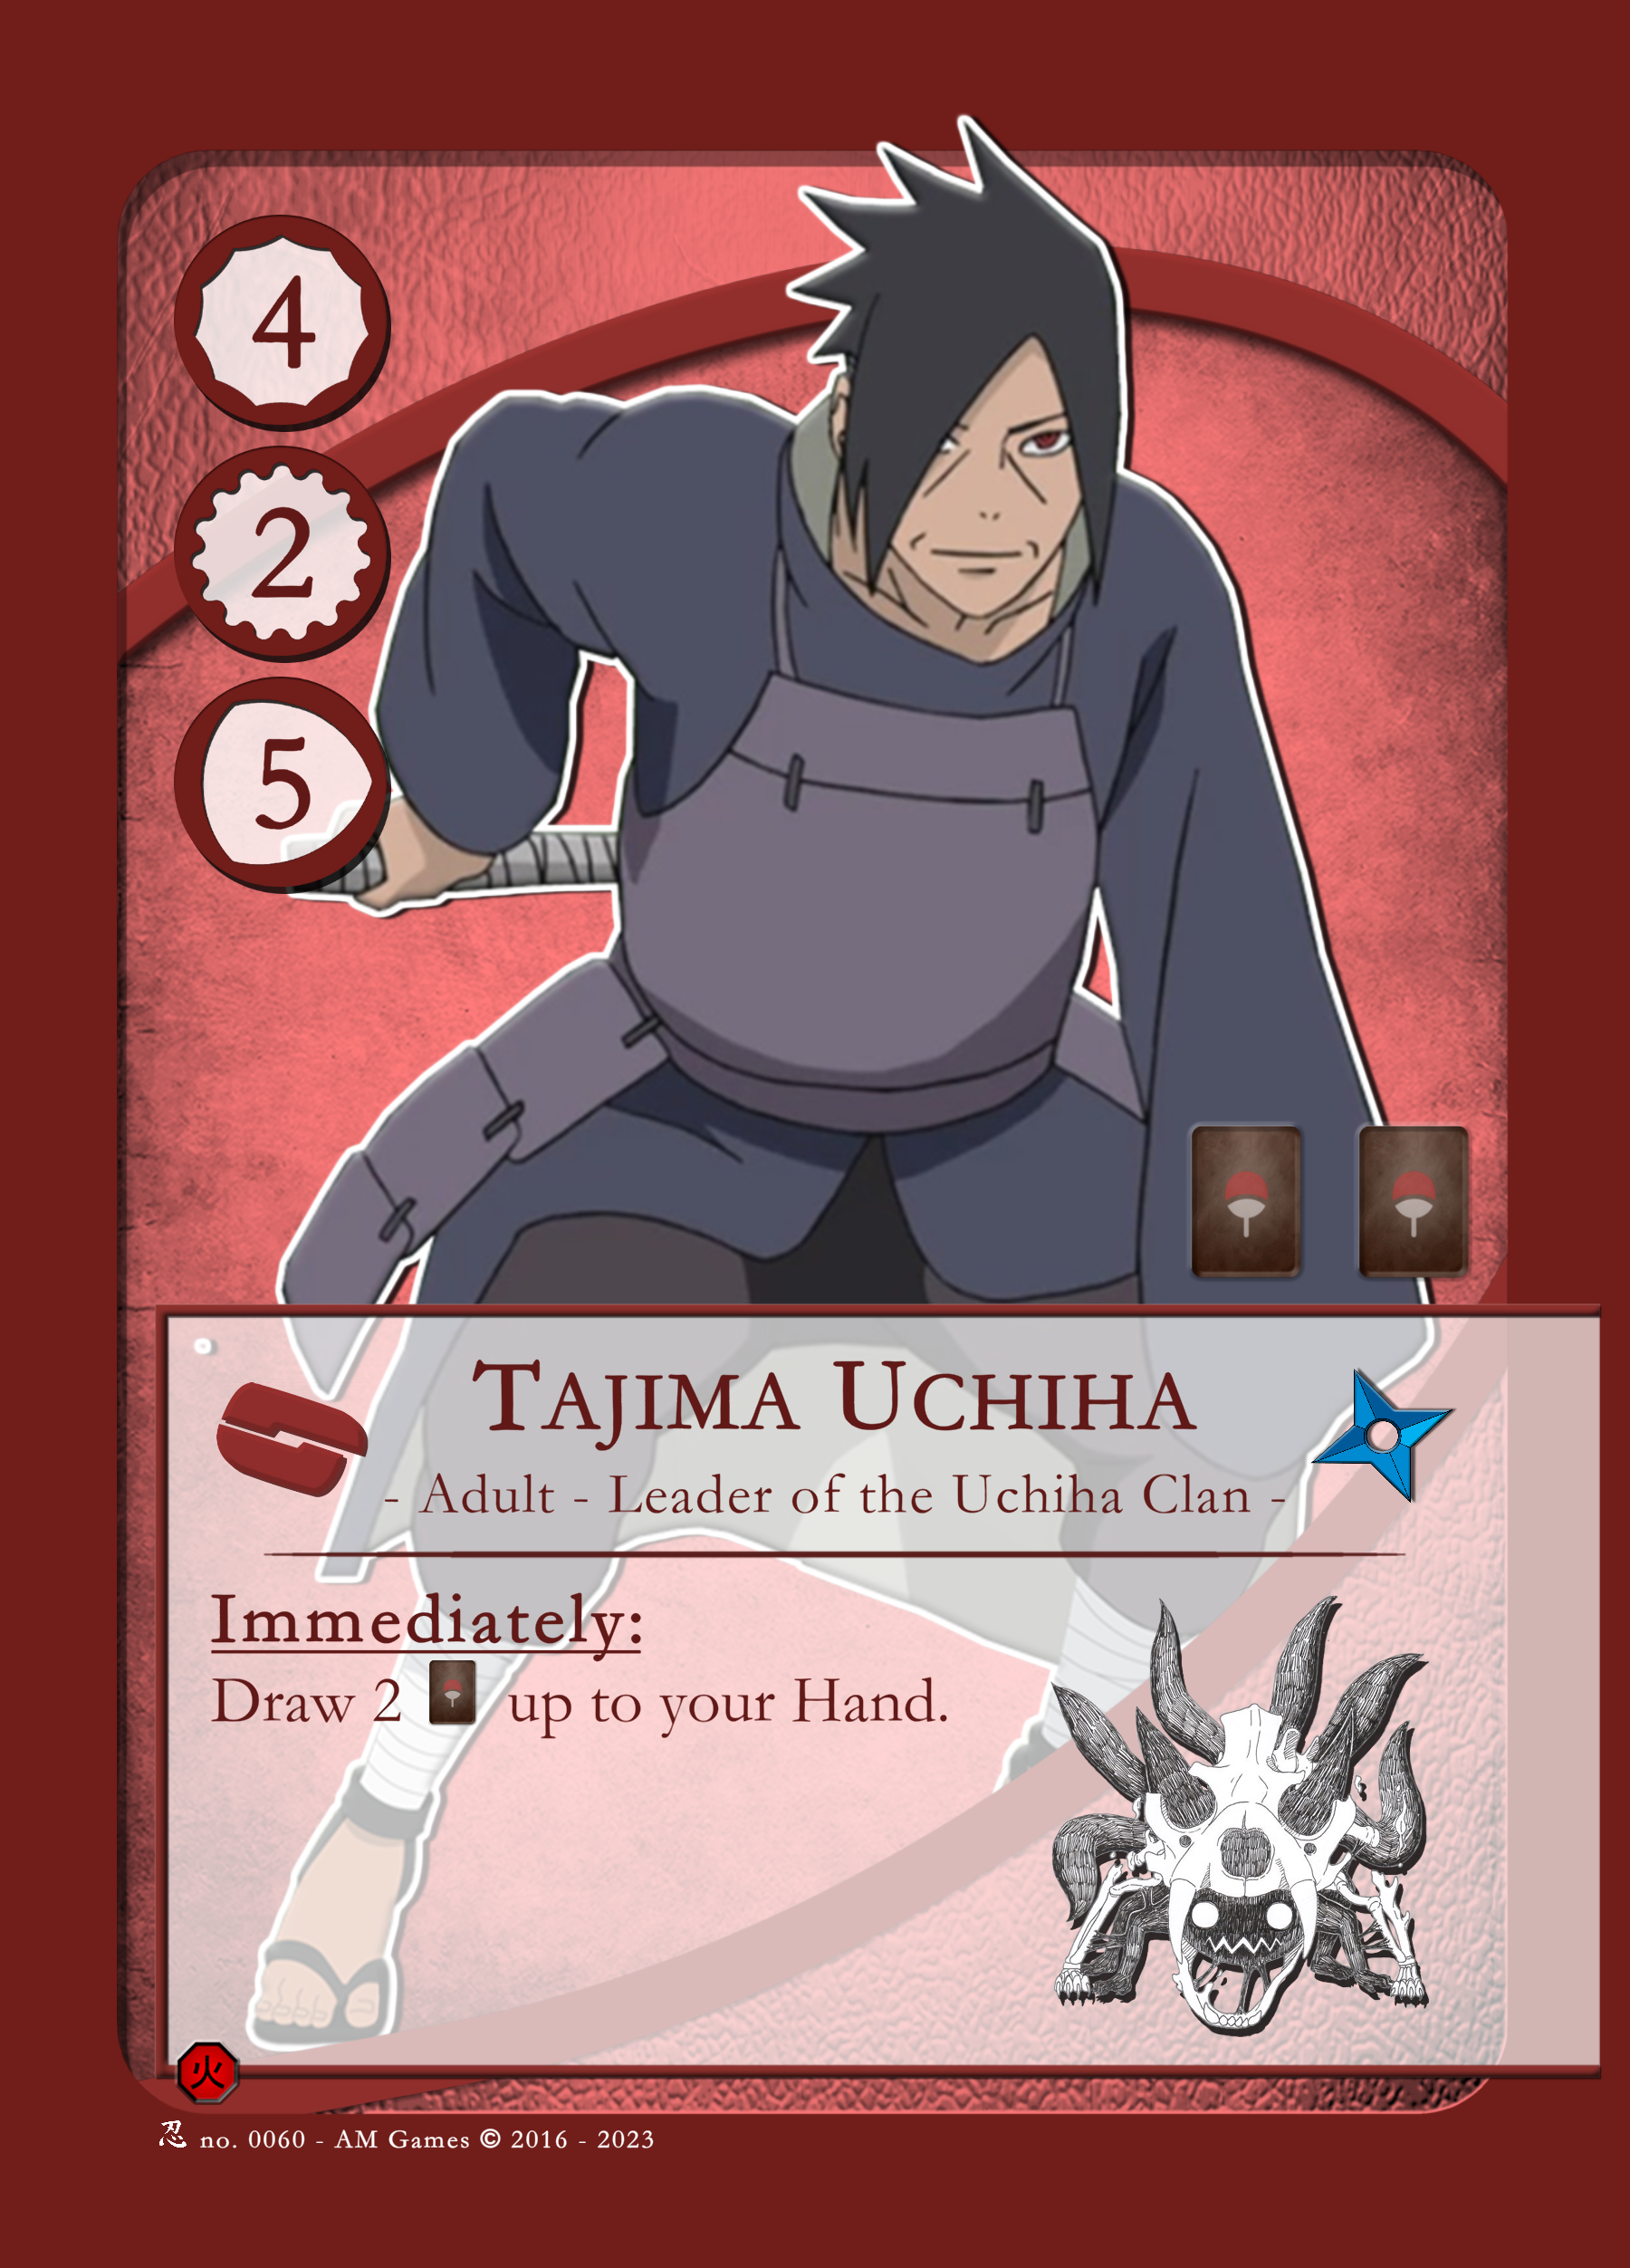 4
2
5
Tajima Uchiha
- Adult - Leader of the Uchiha Clan -
Immediately:
Draw 2 up to your Hand.
火
忍 no. 0060 - AM Games © 2016 - 2023